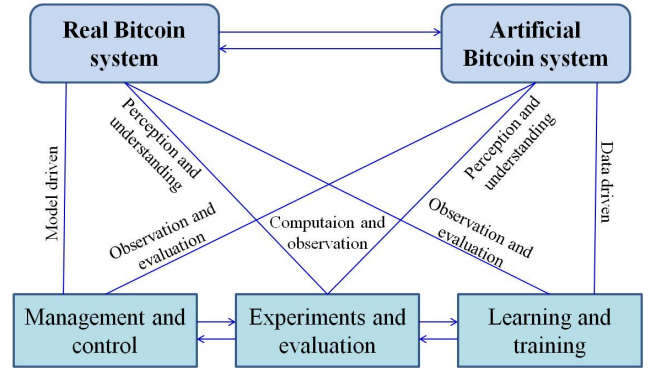 Real Bitcoin
system
Artificial
Bitcoin system
Model driven
Perception and
understanding
Perception and
understanding
Data driven
Observation and
evaluation
Computaion and
observation
Observation and
evaluation
Management and
control
Experiments and
evaluation
Learning and
training